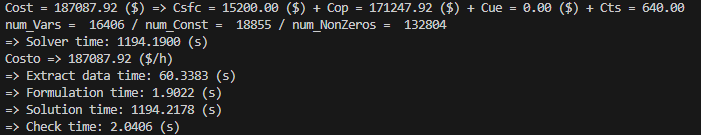 Cost = 187087.92 ($) => Csfc = 15200.00 ($) + Cop = 171247.92 ($) + Cue = 0.00 ($) + Cts = 640.00
num_Vars =  16406 / num_Const =  18855 / num_NonZeros =  132804
=> Solver time: 1194.1900 (s)
Costo => 187087.92 ($/h)
=> Extract data time: 60.3383 (s)
=> Formulation time: 1.9022 (s)
=> Solution time: 1194.2178 (s)
=> Check time: 2.0406 (s)